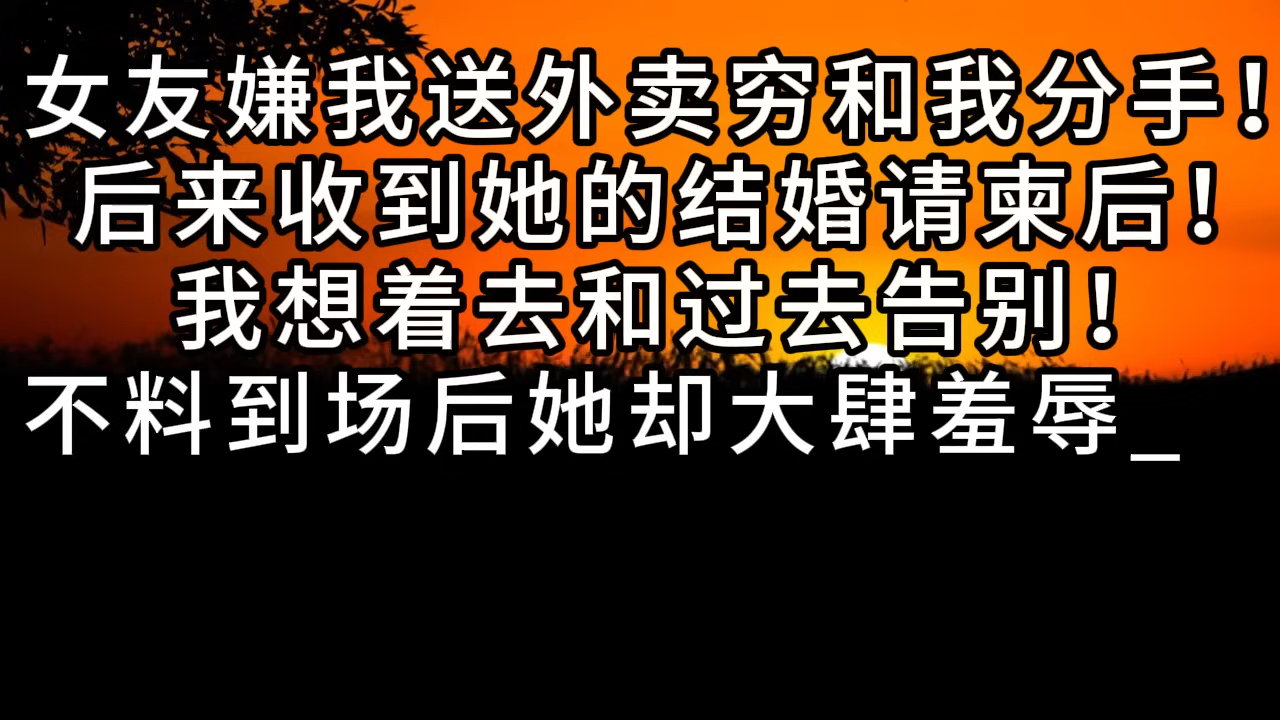 女友嫌我送外卖穷和我分手！
后来收到她的结婚请柬后！
我想着去和过去告别！
不料到场后她却大肆羞辱_